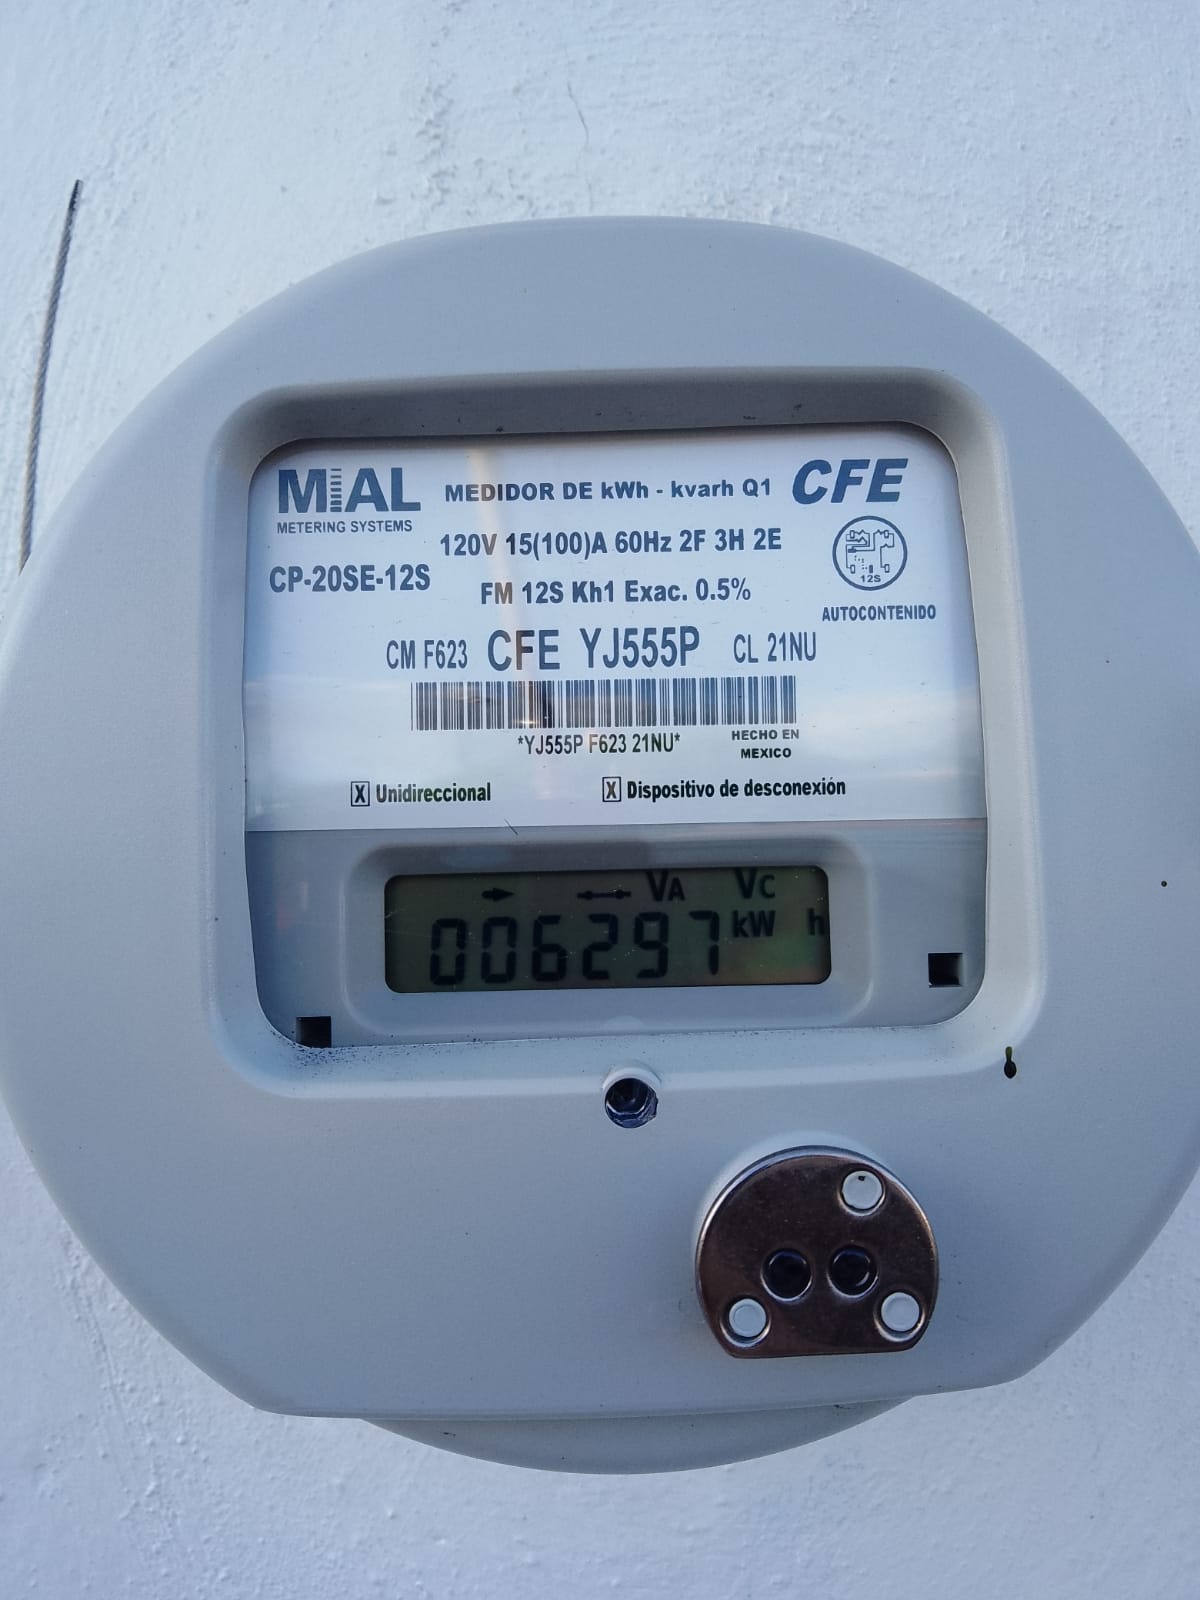 MIAL
METERING SYSTEMS
MEDIDOR DE kWh - kvarh Q1
CFE
120V 15(100)A 60Hz 2F 3H 2E
CP-20SE-12S
FM 12S Kh1 Exac. 0.5%
12S
AUTOCONTENIDO
CM F623 CFE YJ555P CL 21NU
*YJ555P F623 21NU*
HECHO EN
MEXICO
X Unidireccional
X Dispositivo de desconexión
VA VC
006297 kW h